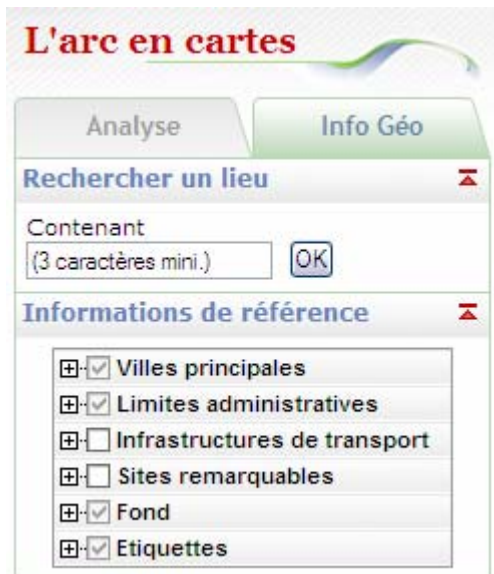 L'arc en cartes
Analyse Info Géo
Rechercher un lieu
Contenant
(3 caractères mini.) OK
Informations de référence
Villes principales
Limites administratives
Infrastructures de transport
Sites remarquables
Fond
Etiquettes